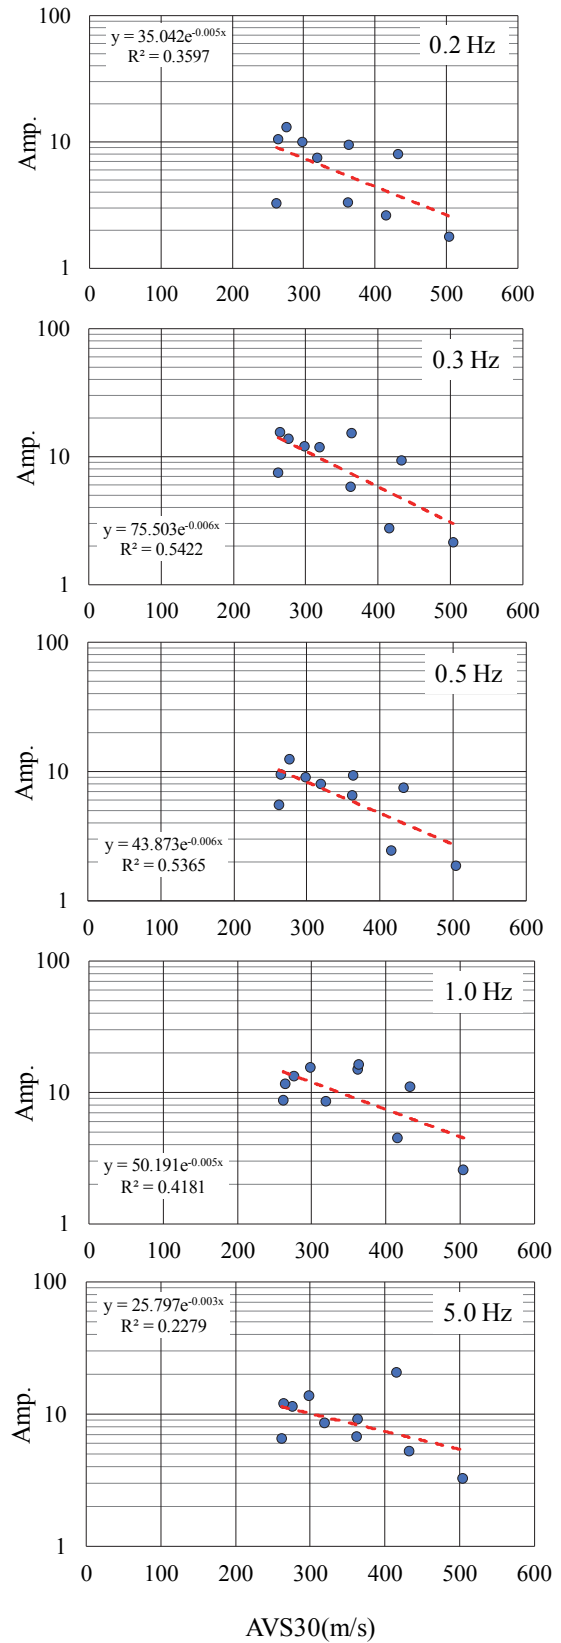 100
y = 35.042e^-0.005x
R² = 0.3597
0.2 Hz
Amp.
10
1
0 100 200 300 400 500 600
100
0.3 Hz
Amp.
10
y = 75.503e^-0.006x
R² = 0.5422
1
0 100 200 300 400 500 600
100
0.5 Hz
Amp.
10
y = 43.873e^-0.006x
R² = 0.5365
1
0 100 200 300 400 500 600
100
1.0 Hz
Amp.
10
y = 50.191e^-0.005x
R² = 0.4181
1
0 100 200 300 400 500 600
100
y = 25.797e^-0.003x
R² = 0.2279
5.0 Hz
Amp.
10
1
0 100 200 300 400 500 600
AVS30(m/s)